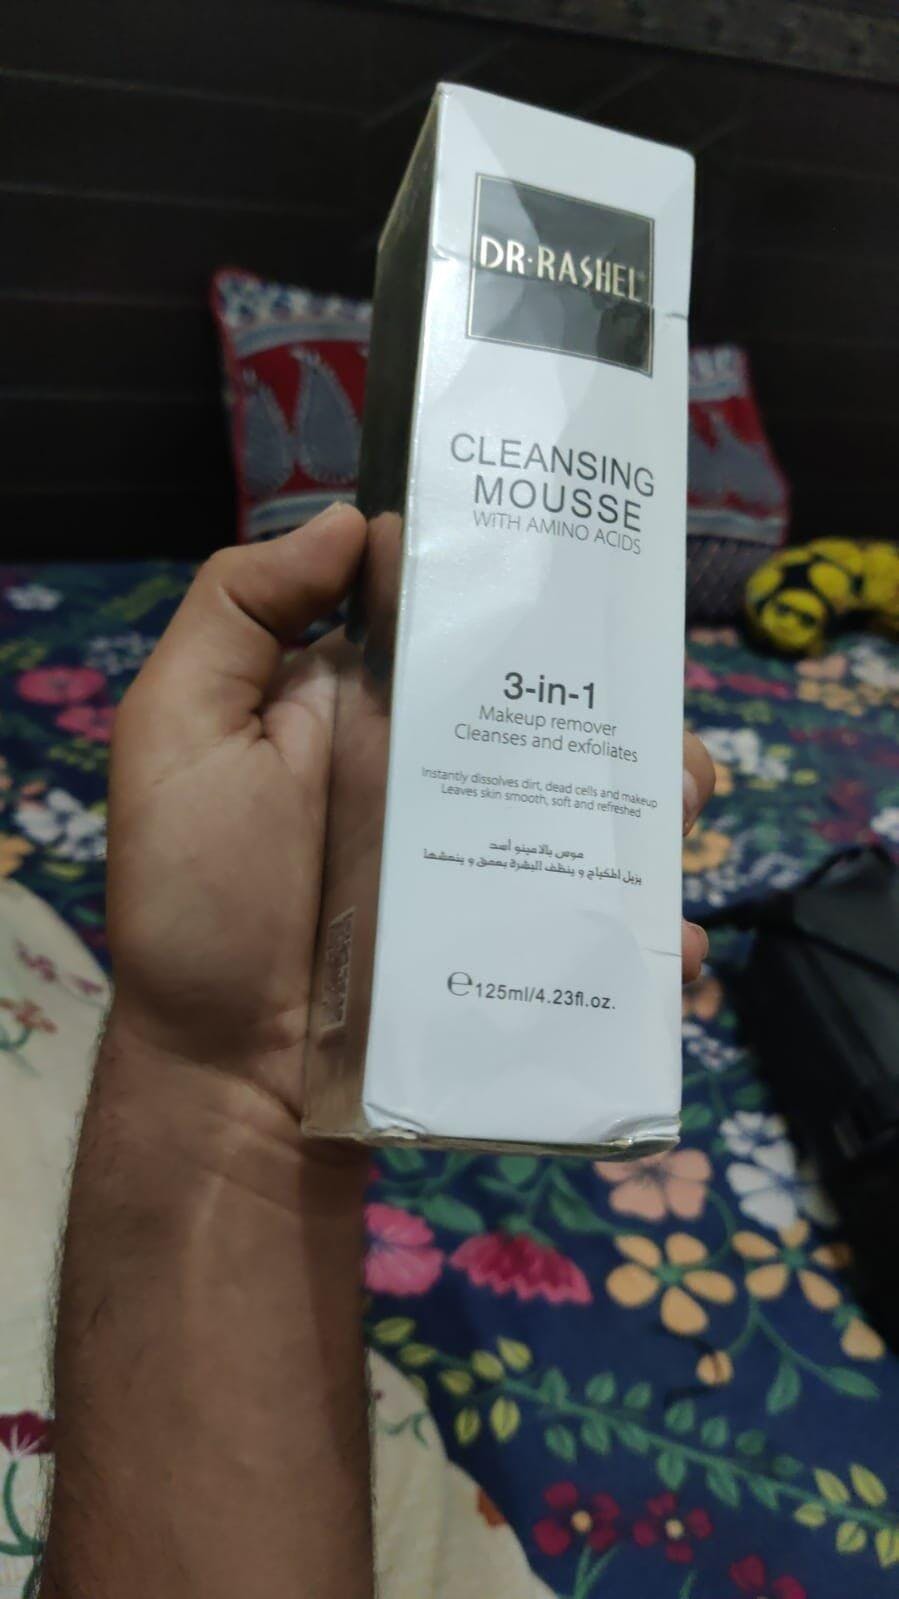 DR·RASHEL
CLEANSING
MOUSSE
WiTH AMINO ACIDS
3-in-1
Makeup remover
Cleanses and exfoliates
Instantly dissolves dirt, dead cells and makeup
Leaves skin smooth, soft and refreshed
موس بالامينو أسد
يزيل المكياج و ينظف البشرة بعمق و ينعشها
℮125ml/4.23fl.oz.